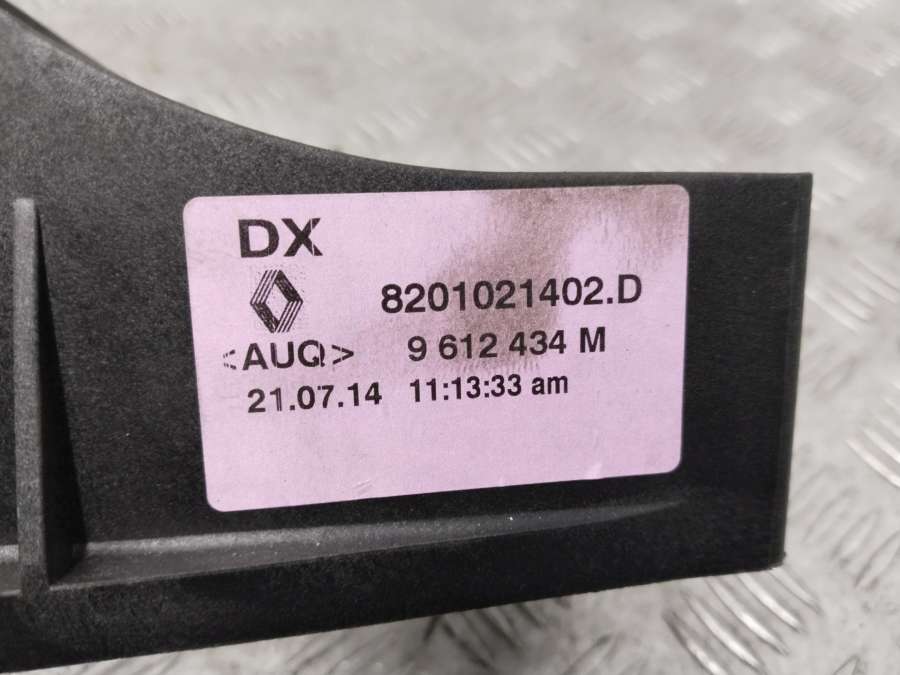 DX
8201021402.D
<AUQ> 9 612 434 M
21.07.14 11:13:33 am